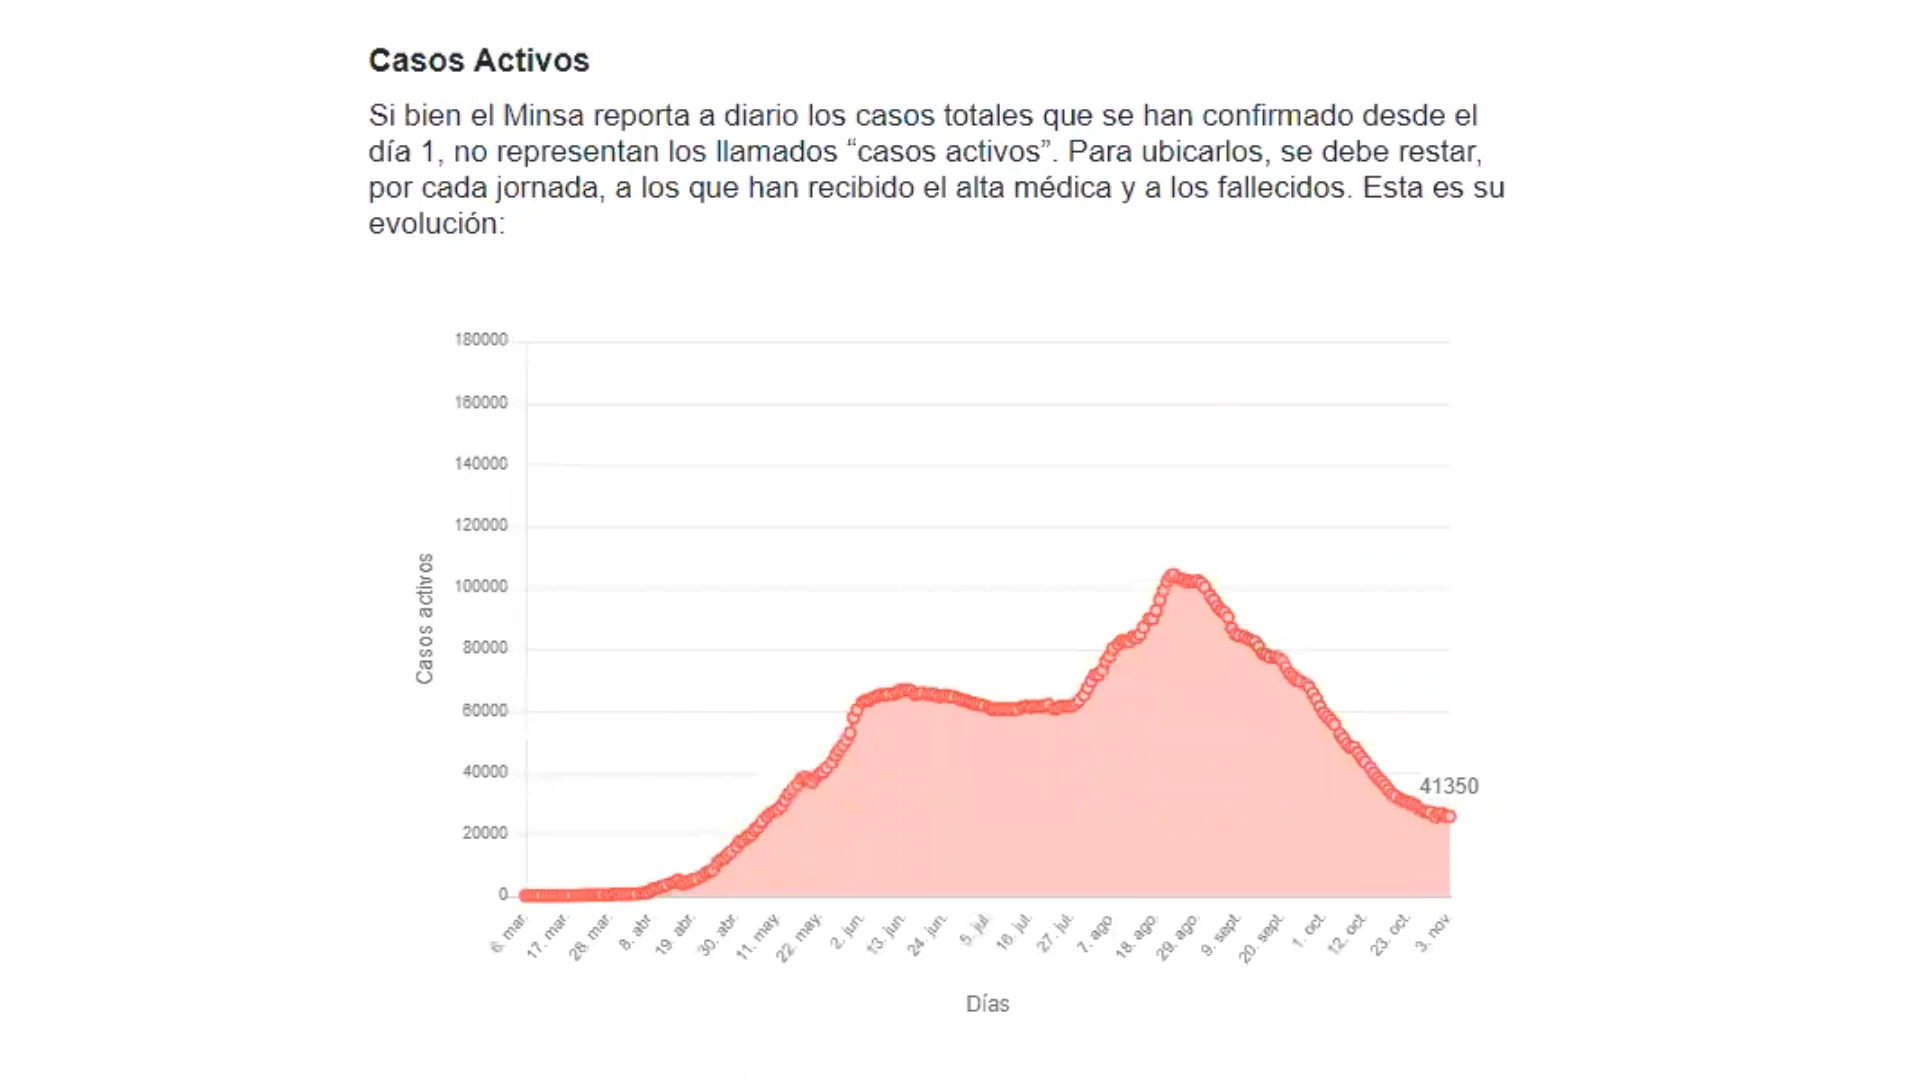 Casos Activos
Si bien el Minsa reporta a diario los casos totales que se han confirmado desde el
día 1, no representan los llamados “casos activos”. Para ubicarlos, se debe restar,
por cada jornada, a los que han recibido el alta médica y a los fallecidos. Esta es su
evolución:
180000
160000
140000
120000
100000
80000
60000
40000
20000
0
Casos activos
41350
6. mar.
17. mar.
28. mar.
8. abr.
19. abr.
30. abr.
11. may.
22. may.
2. jun.
13. jun.
24. jun.
5. jul.
16. jul.
27. jul.
7. ago.
18. ago.
29. ago.
9. sept.
20. sept.
1. oct.
12. oct.
23. oct.
3. nov.
Días